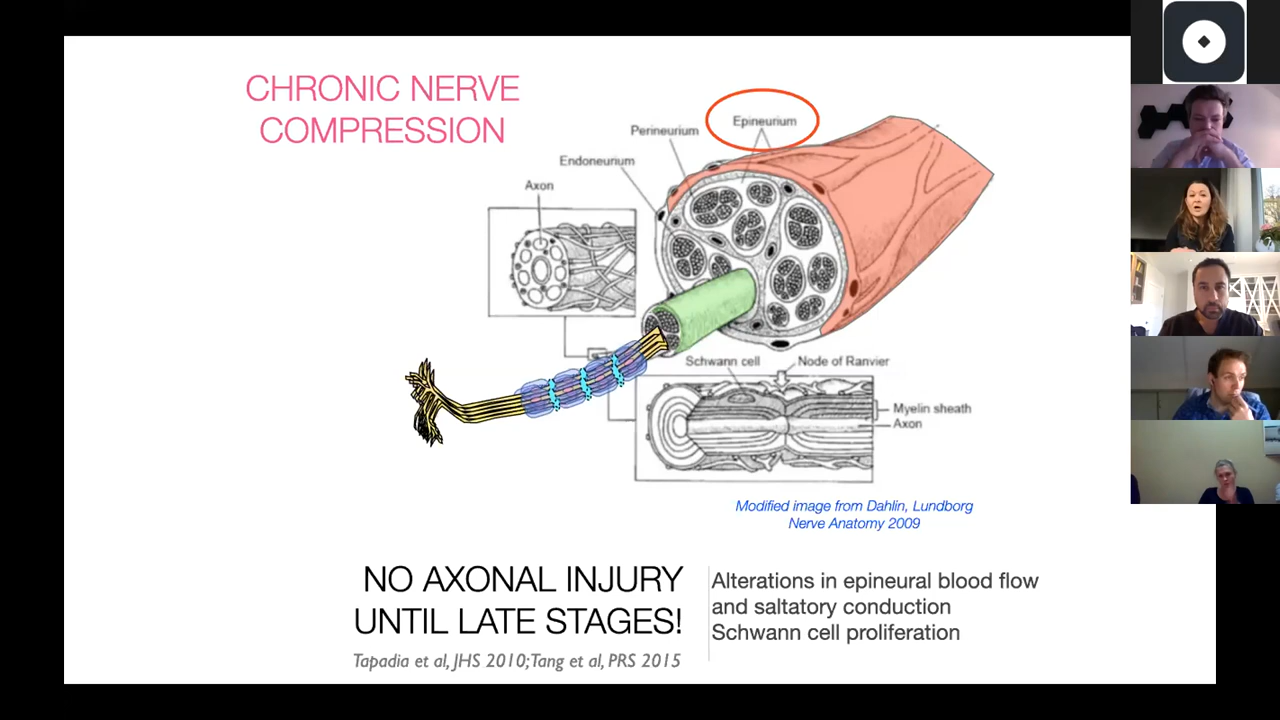 CHRONIC NERVE
COMPRESSION
Epineurium
Perineurium
Endoneurium
Axon
Schwann cell
Node of Ranvier
Myelin sheath
Axon
Modified image from Dahlin, Lundborg
Nerve Anatomy 2009
NO AXONAL INJURY
UNTIL LATE STAGES!
Tapadia et al, JHS 2010;Tang et al, PRS 2015
Alterations in epineural blood flow
and saltatory conduction
Schwann cell proliferation